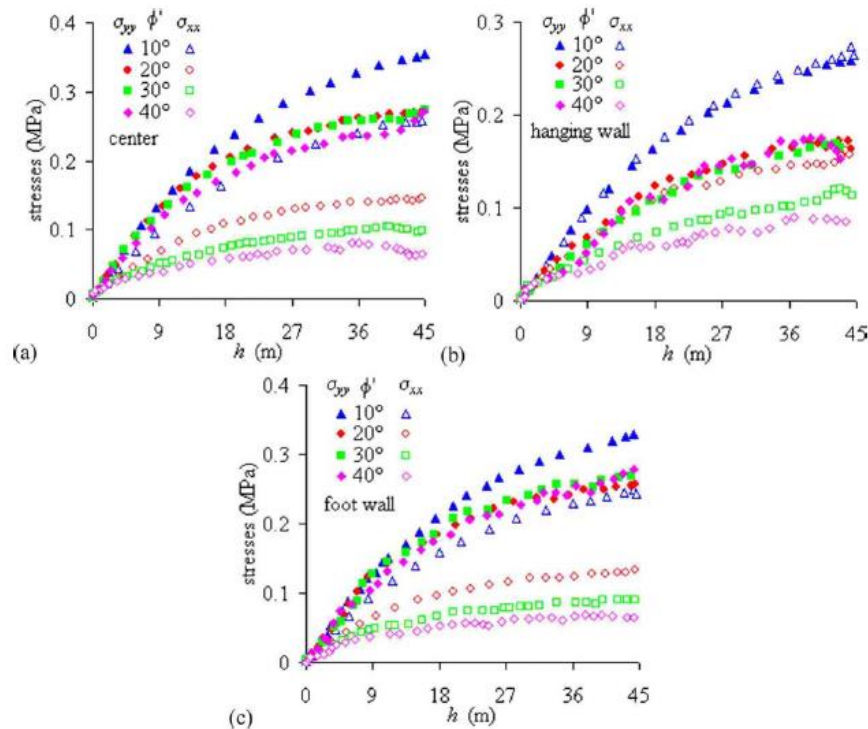 0.4
σyy ϕ' σxx
10°
20°
30°
40°
center
0.3
0.2
0.1
0
stresses (MPa)
0 9 18 27 36 45
h (m)
(a)
0.3
σyy ϕ' σxx
10°
20°
30°
40°
hanging wall
0.2
0.1
0
stresses (MPa)
0 9 18 27 36 45
h (m)
(b)
0.4
σyy ϕ' σxx
10°
20°
30°
40°
foot wall
0.3
0.2
0.1
0
stresses (MPa)
0 9 18 27 36 45
h (m)
(c)